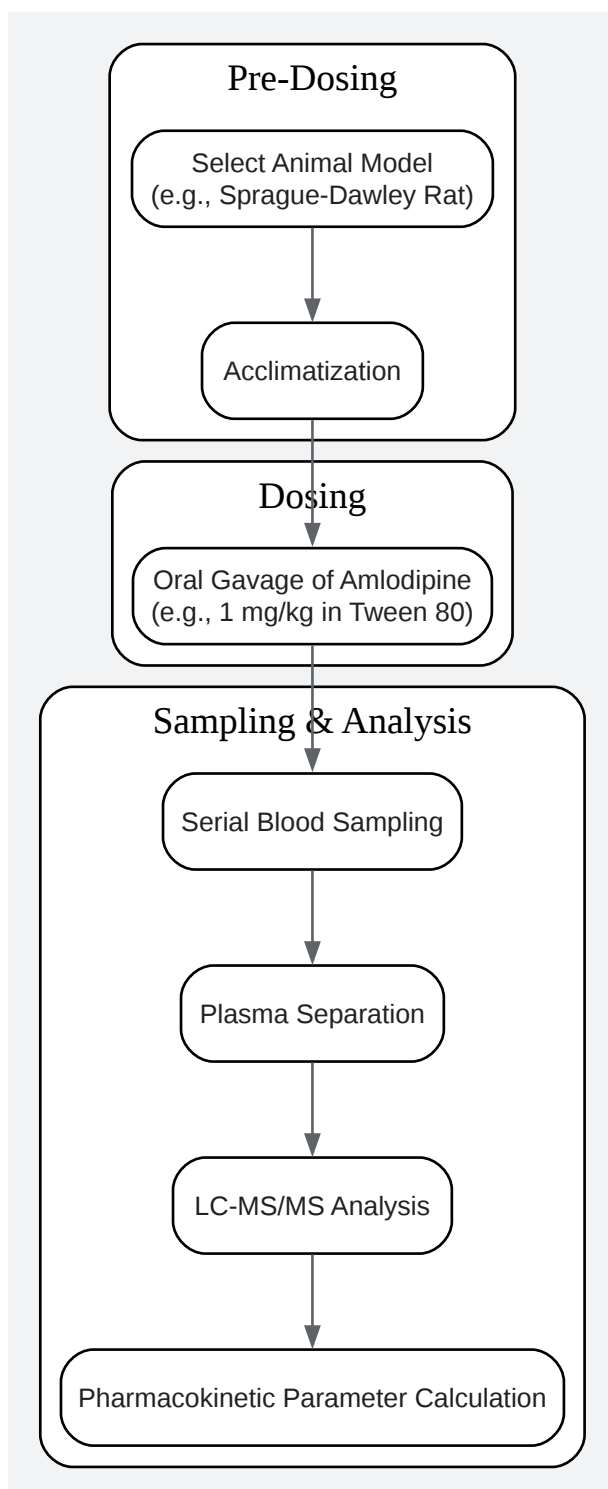 Pre-Dosing
Select Animal Model
(e.g., Sprague-Dawley Rat)
Acclimatization
Dosing
Oral Gavage of Amlodipine
(e.g., 1 mg/kg in Tween 80)
Sampling & Analysis
Serial Blood Sampling
Plasma Separation
LC-MS/MS Analysis
Pharmacokinetic Parameter Calculation